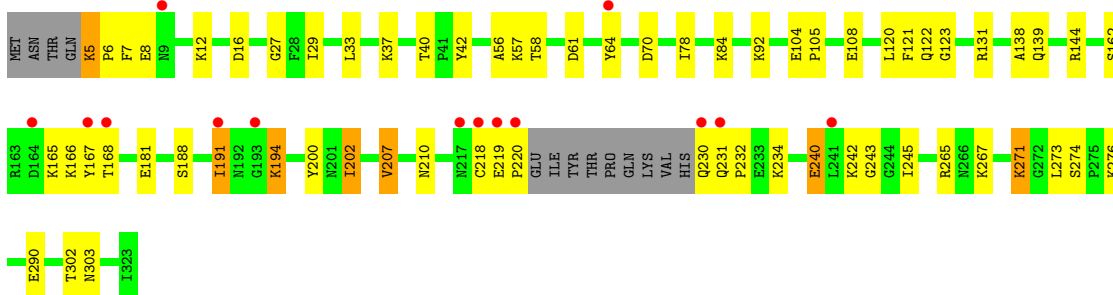 MET ASN THR GLN K5 P6 F7 E8 N9 K12 D16 G27 F28 I29 L33 K37 T40 P41 Y42 A56 K57 T58 D61 Y64 D70 I78 K84 K92 E104 P105 E108 L120 F121 Q122 G123 R131 A138 Q139 R144 S162
R163 D164 K165 K166 Y167 T168 E181 S188 I191 N192 G193 K194 Y200 N201 I202 V207 N210 N217 C218 E219 P220 GLU ILE TYR THR PRO GLN LYS VAL HIS Q230 Q231 P232 E233 K234 E240 L241 K242 G243 G244 I245 R265 N266 K267 K271 G272 L273 S274 P275 K276
E290 T302 N303 I323